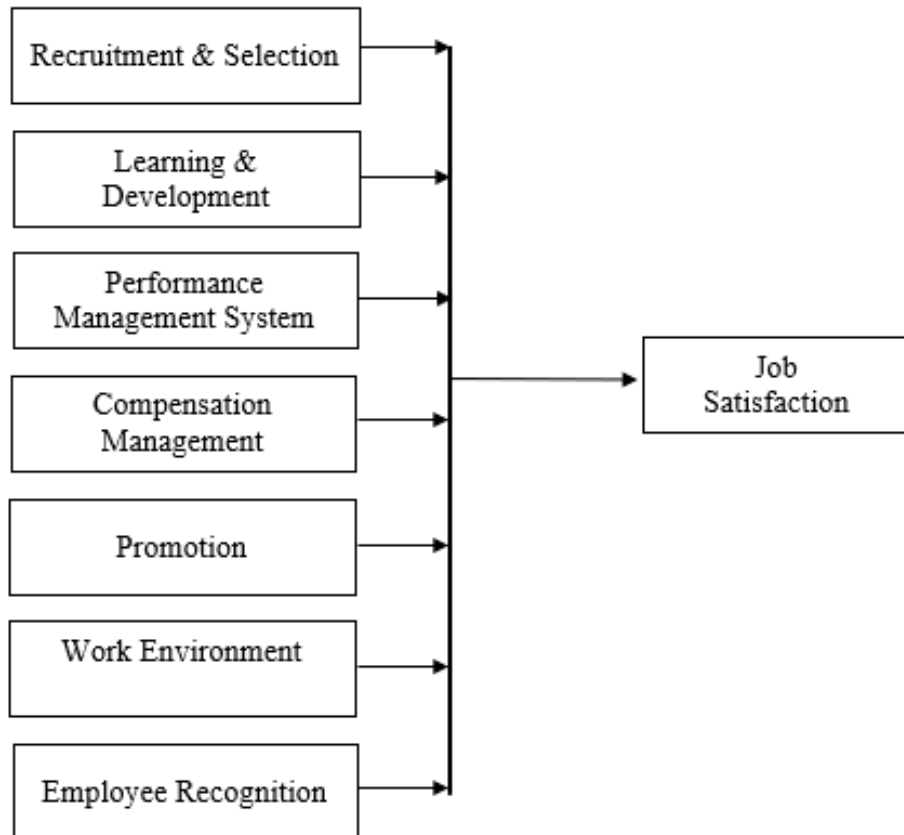 Recruitment & Selection
Learning &
Development
Performance
Management System
Compensation
Management
Promotion
Work Environment
Employee Recognition
Job
Satisfaction